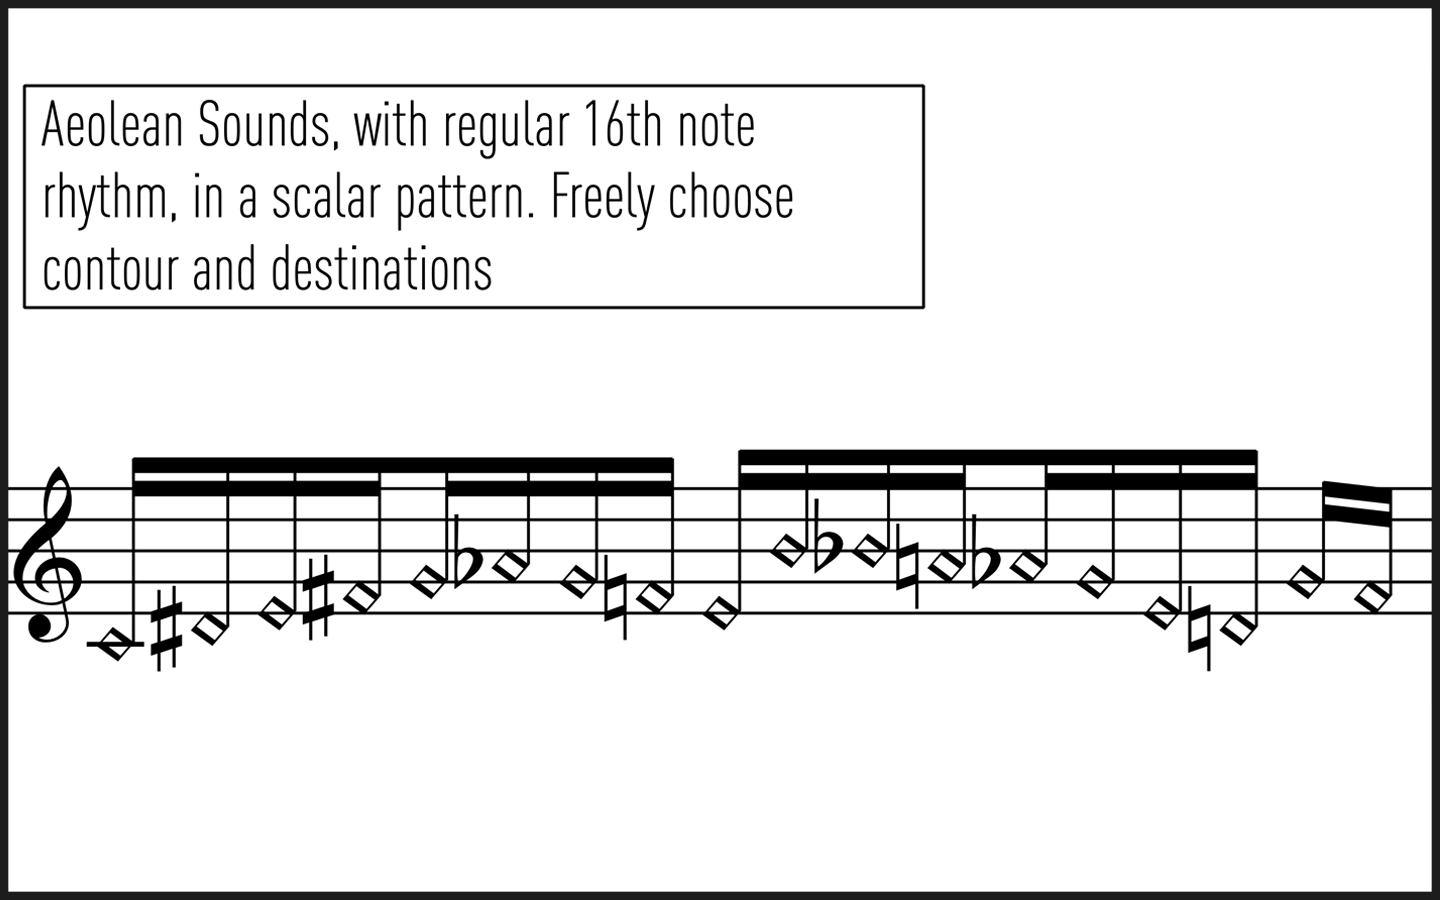 Aeolean Sounds, with regular 16th note
rhythm, in a scalar pattern. Freely choose
contour and destinations